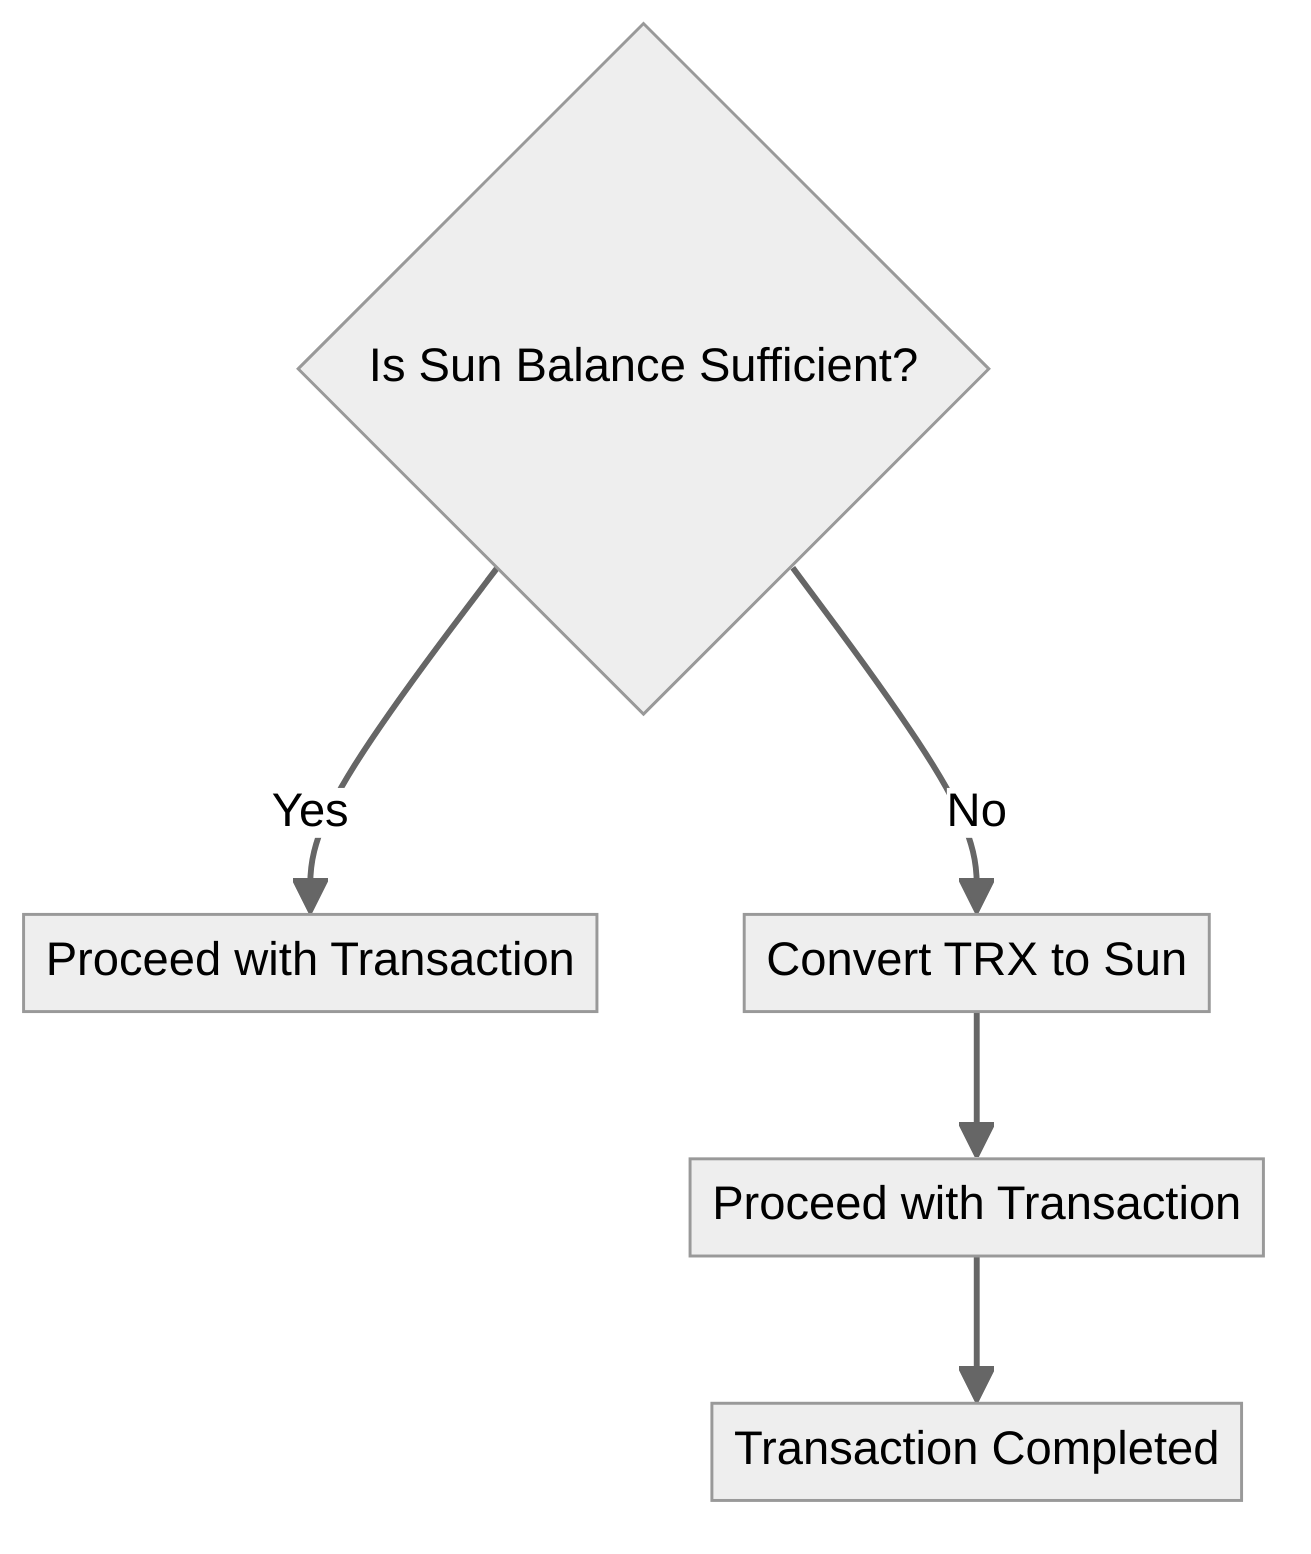 Is Sun Balance Sufficient?
Yes
No
Proceed with Transaction
Convert TRX to Sun
Proceed with Transaction
Transaction Completed